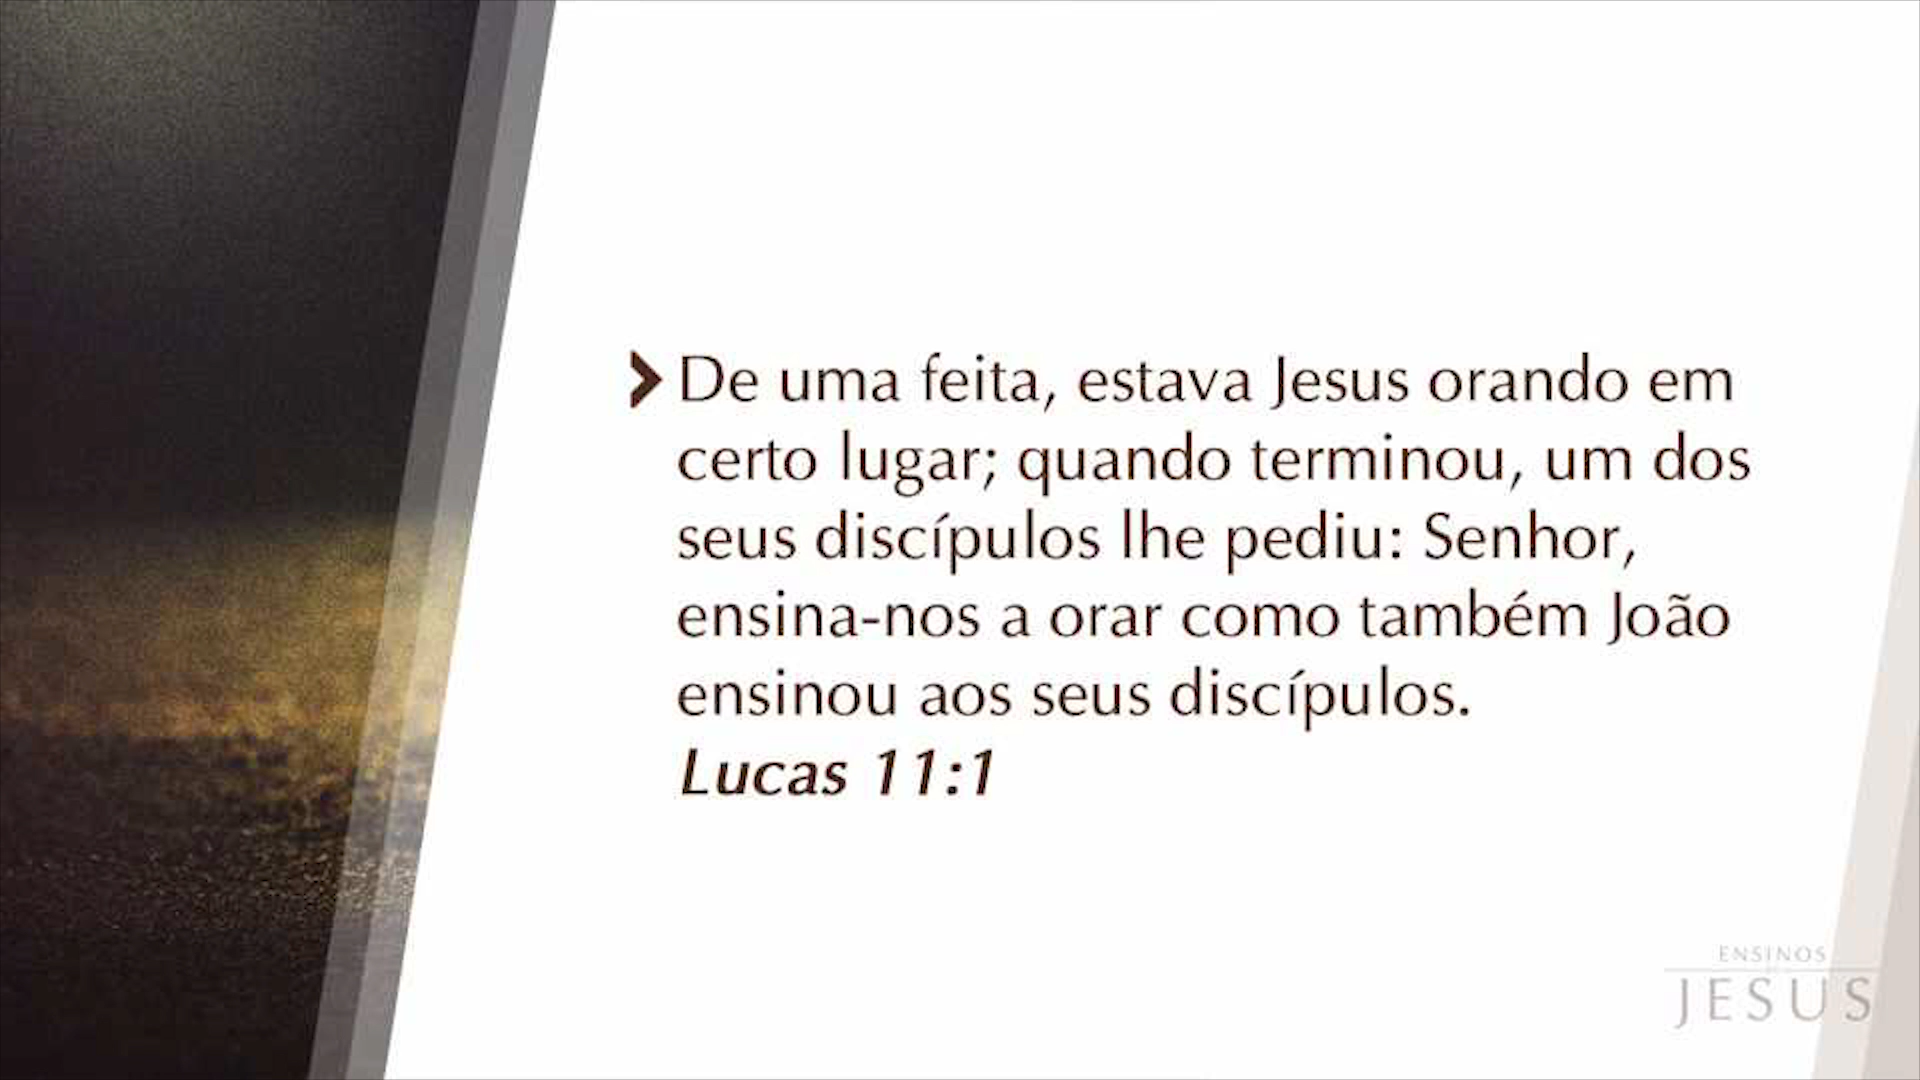 De uma feita, estava Jesus orando em
certo lugar; quando terminou, um dos
seus discípulos lhe pediu: Senhor,
ensina-nos a orar como também João
ensinou aos seus discípulos.
Lucas 11:1
ENSINOS
JESUS